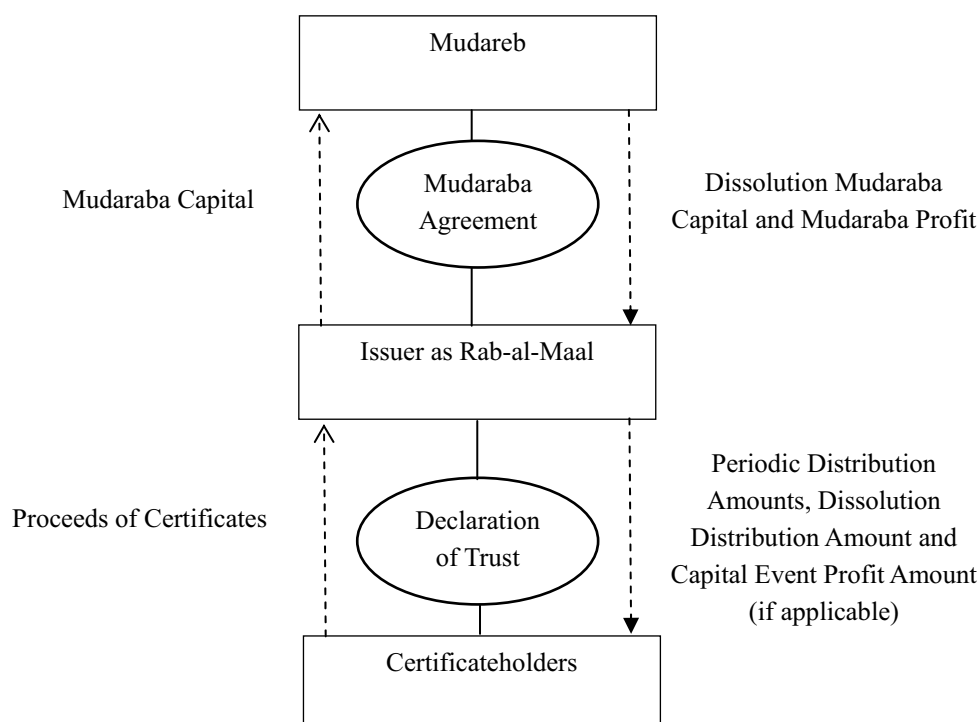 Mudareb
Mudaraba Capital
Mudaraba
Agreement
Dissolution Mudaraba
Capital and Mudaraba Profit
Issuer as Rab-al-Maal
Proceeds of Certificates
Declaration
of Trust
Periodic Distribution
Amounts, Dissolution
Distribution Amount and
Capital Event Profit Amount
(if applicable)
Certificateholders